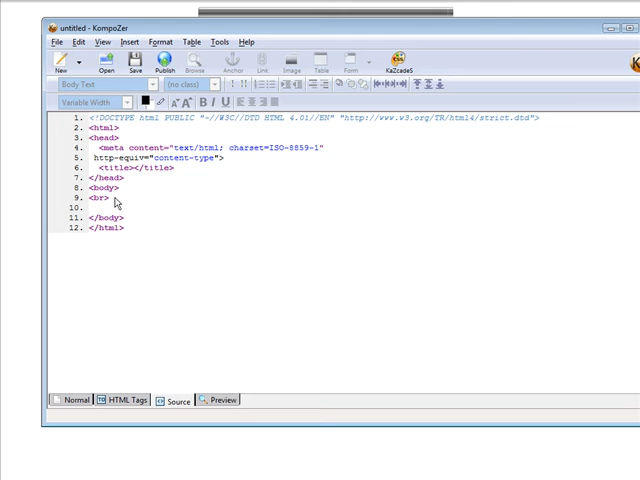 untitled - KompoZer
File Edit View Insert Format Table Tools Help
New Open Save Publish Browse Anchor Link Image Table Form KaZcadeS
Body Text (no class)
Variable Width B I U
1. <!DOCTYPE html PUBLIC "-//W3C//DTD HTML 4.01//EN" "http://www.w3.org/TR/html4/strict.dtd">
2. <html>
3. <head>
4. <meta content="text/html; charset=ISO-8859-1"
5. http-equiv="content-type">
6. <title></title>
7. </head>
8. <body>
9. <br>
10.
11. </body>
12. </html>
Normal HTML Tags Source Preview